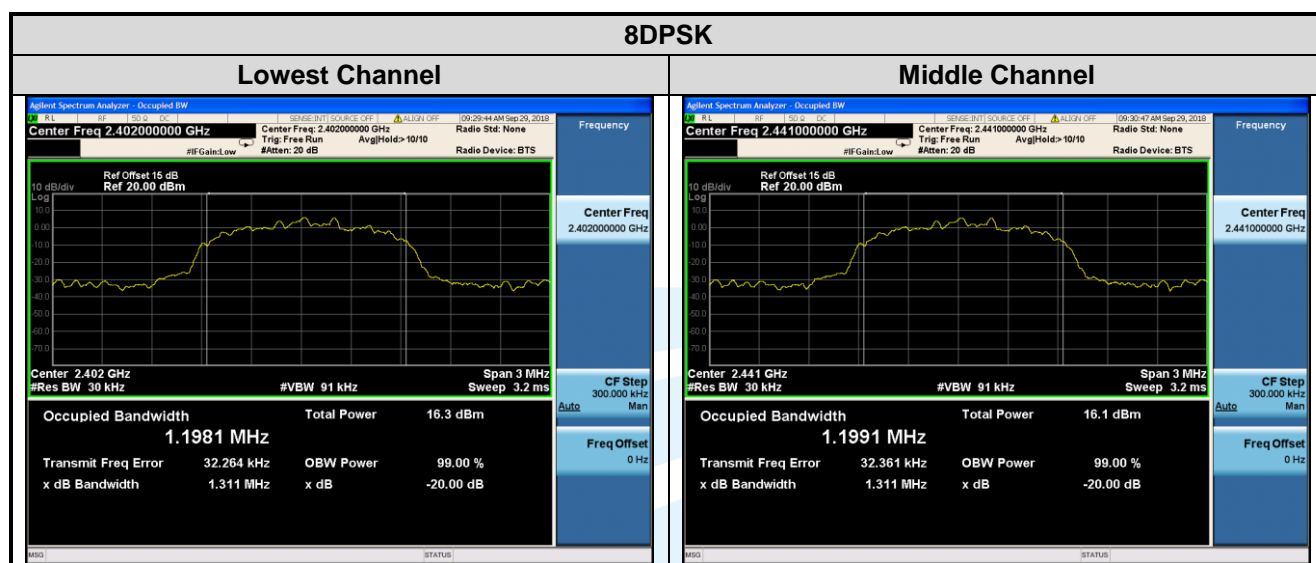 8DPSK
Lowest Channel
Middle Channel
Agilent Spectrum Analyzer - Occupied BW
RL RF 50 Ω DC SENSE:INT SOURCE OFF ALIGN OFF 09:29:44 AM Sep 29, 2018
Center Freq 2.402000000 GHz
Center Freq: 2.402000000 GHz
Radio Std: None
Trig: Free Run Avg|Hold:> 10/10
#IFGain:Low #Atten: 20 dB Radio Device: BTS
Ref Offset 15 dB
10 dB/div Ref 20.00 dBm
Log
10.0
0.00
-10.0
-20.0
-30.0
-40.0
-50.0
-60.0
-70.0
Center 2.402 GHz Span 3 MHz
#Res BW 30 kHz #VBW 91 kHz Sweep 3.2 ms
Occupied Bandwidth Total Power 16.3 dBm
1.1981 MHz
Transmit Freq Error 32.264 kHz OBW Power 99.00 %
x dB Bandwidth 1.311 MHz x dB -20.00 dB
MSG STATUS
Frequency
Center Freq
2.402000000 GHz
CF Step
300.000 kHz
Auto Man
Freq Offset
0 Hz
Agilent Spectrum Analyzer - Occupied BW
RL RF 50 Ω DC SENSE:INT SOURCE OFF ALIGN OFF 09:30:47 AM Sep 29, 2018
Center Freq 2.441000000 GHz
Center Freq: 2.441000000 GHz
Radio Std: None
Trig: Free Run Avg|Hold:> 10/10
#IFGain:Low #Atten: 20 dB Radio Device: BTS
Ref Offset 15 dB
10 dB/div Ref 20.00 dBm
Log
10.0
0.00
-10.0
-20.0
-30.0
-40.0
-50.0
-60.0
-70.0
Center 2.441 GHz Span 3 MHz
#Res BW 30 kHz #VBW 91 kHz Sweep 3.2 ms
Occupied Bandwidth Total Power 16.1 dBm
1.1991 MHz
Transmit Freq Error 32.361 kHz OBW Power 99.00 %
x dB Bandwidth 1.311 MHz x dB -20.00 dB
MSG STATUS
Frequency
Center Freq
2.441000000 GHz
CF Step
300.000 kHz
Auto Man
Freq Offset
0 Hz